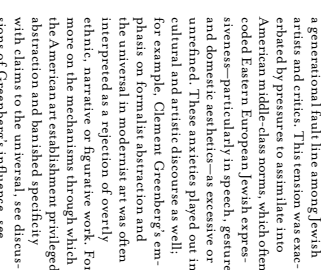 a generational fault line among Jewish
artists and critics. This tension was exac-
erbated by pressures to assimilate into
American middle-class norms, which often
coded Eastern European Jewish expres-
siveness—particularly in speech, gesture
and domestic aesthetics—as excessive or
unrefined. These anxieties played out in
cultural and artistic discourse as well;
for example, Clement Greenberg's em-
phasis on formalist abstraction and
the universal in modernist art was often
interpreted as a rejection of overtly
ethnic, narrative or figurative work. For
more on the mechanisms through which
the American art establishment privileged
abstraction and banished specificity
with claims to the universal, see discus-
sions of Greenberg's influence, see